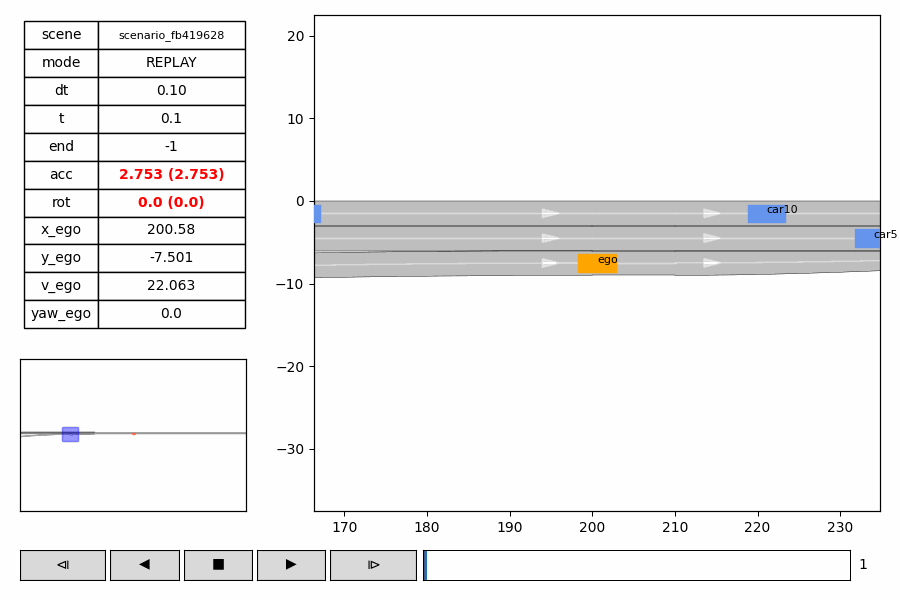 scene scenario_fb419628
mode REPLAY
dt 0.10
t 0.1
end -1
acc 2.753 (2.753)
rot 0.0 (0.0)
x_ego 200.58
y_ego -7.501
v_ego 22.063
yaw_ego 0.0
20
10
0
−10
−20
−30
car10
car5
ego
170 180 190 200 210 220 230
1